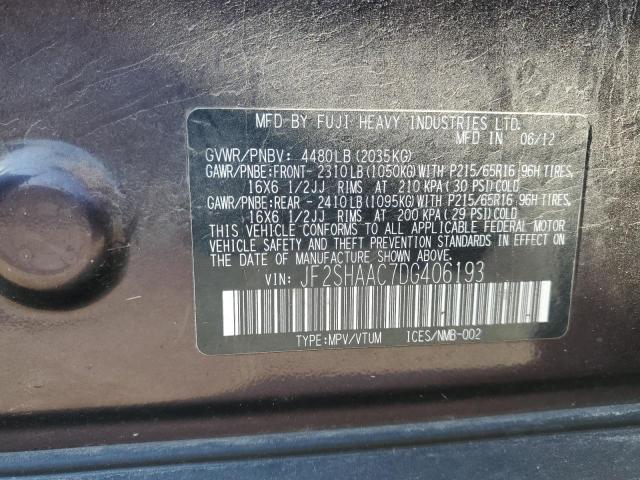 MFD BY FUJI HEAVY INDUSTRIES LTD.
MFD IN 06/12
GVWR/PNBV: 4480LB(2035KG)
GAWR/PNBE:FRONT- 2310LB(1050KG)WITH P215/65R16 96H TIRES,
16X6 1/2JJ RIMS AT 210 KPA(30 PSI)COLD
GAWR/PNBE:REAR - 2410LB(1095KG)WITH P215/65R16 96H TIRES,
16X6 1/2JJ RIMS AT 200 KPA(29 PSI)COLD
THIS VEHICLE CONFORMS TO ALL APPLICABLE FEDERAL MOTOR
VEHICLE SAFETY AND THEFT PREVENTION STANDARDS IN EFFECT
ON THE DATE OF MANUFACTURE SHOWN ABOVE.
VIN: JF2SHAAC7DG406193
TYPE:MPV/VTUM ICES/NMB-002